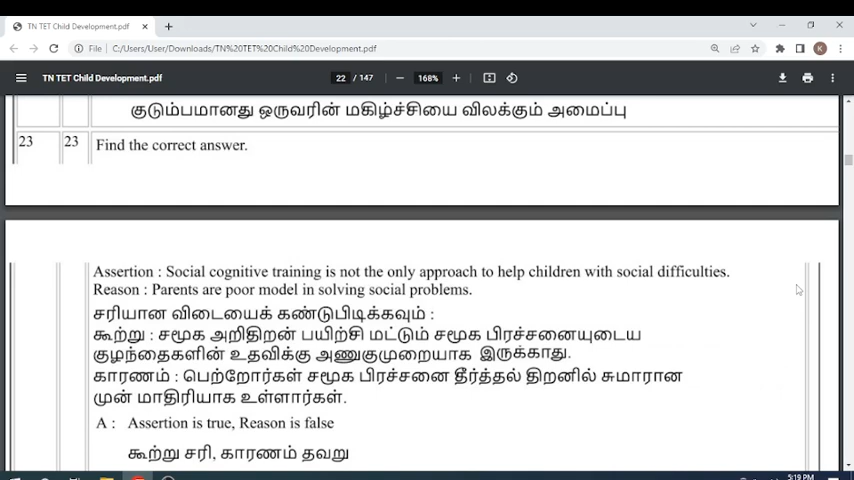 TN TET Child Development.pdf
File C:/Users/User/Downloads/TN%20TET%20Child%20Development.pdf
K
TN TET Child Development.pdf 22 / 147 168%
குடும்பமானது ஒருவரின் மகிழ்ச்சியை விலக்கும் அமைப்பு
23 23 Find the correct answer.
Assertion : Social cognitive training is not the only approach to help children with social difficulties.
Reason : Parents are poor model in solving social problems.
சரியான விடையைக் கண்டுபிடிக்கவும் :
கூற்று : சமூக அறிதிறன் பயிற்சி மட்டும் சமூக பிரச்சனையுடைய
குழந்தைகளின் உதவிக்கு அணுகுமுறையாக இருக்காது.
காரணம் : பெற்றோர்கள் சமூக பிரச்சனை தீர்த்தல் திறனில் சுமாரான
முன் மாதிரியாக உள்ளார்கள்.
A : Assertion is true, Reason is false
கூற்று சரி, காரணம் தவறு
5:19 PM